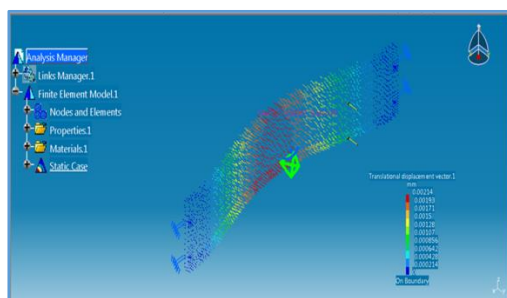 Analysis Manager
Links Manager.1
Finite Element Model.1
Nodes and Elements
Properties.1
Materials.1
Static Case
Translational displacement vector.1
mm
0.00214
0.00193
0.00171
0.0015
0.00128
0.00107
0.000856
0.000642
0.000428
0.000214
0
On Boundary